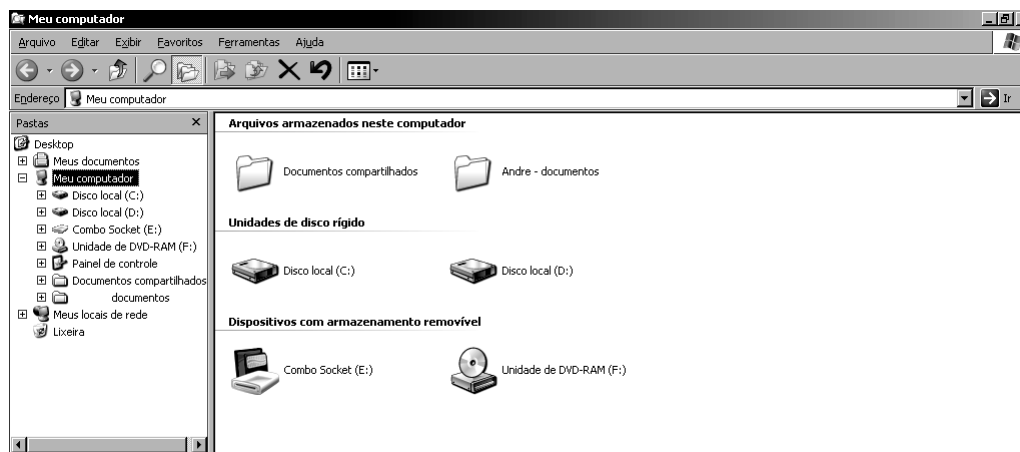 Meu computador
Arquivo Editar Exibir Favoritos Ferramentas Ajuda
Endereço Meu computador Ir
Pastas
Desktop
Meus documentos
Meu computador
Disco local (C:)
Disco local (D:)
Combo Socket (E:)
Unidade de DVD-RAM (F:)
Painel de controle
Documentos compartilhados
documentos
Meus locais de rede
Lixeira
Arquivos armazenados neste computador
Documentos compartilhados
Andre - documentos
Unidades de disco rígido
Disco local (C:)
Disco local (D:)
Dispositivos com armazenamento removível
Combo Socket (E:)
Unidade de DVD-RAM (F:)